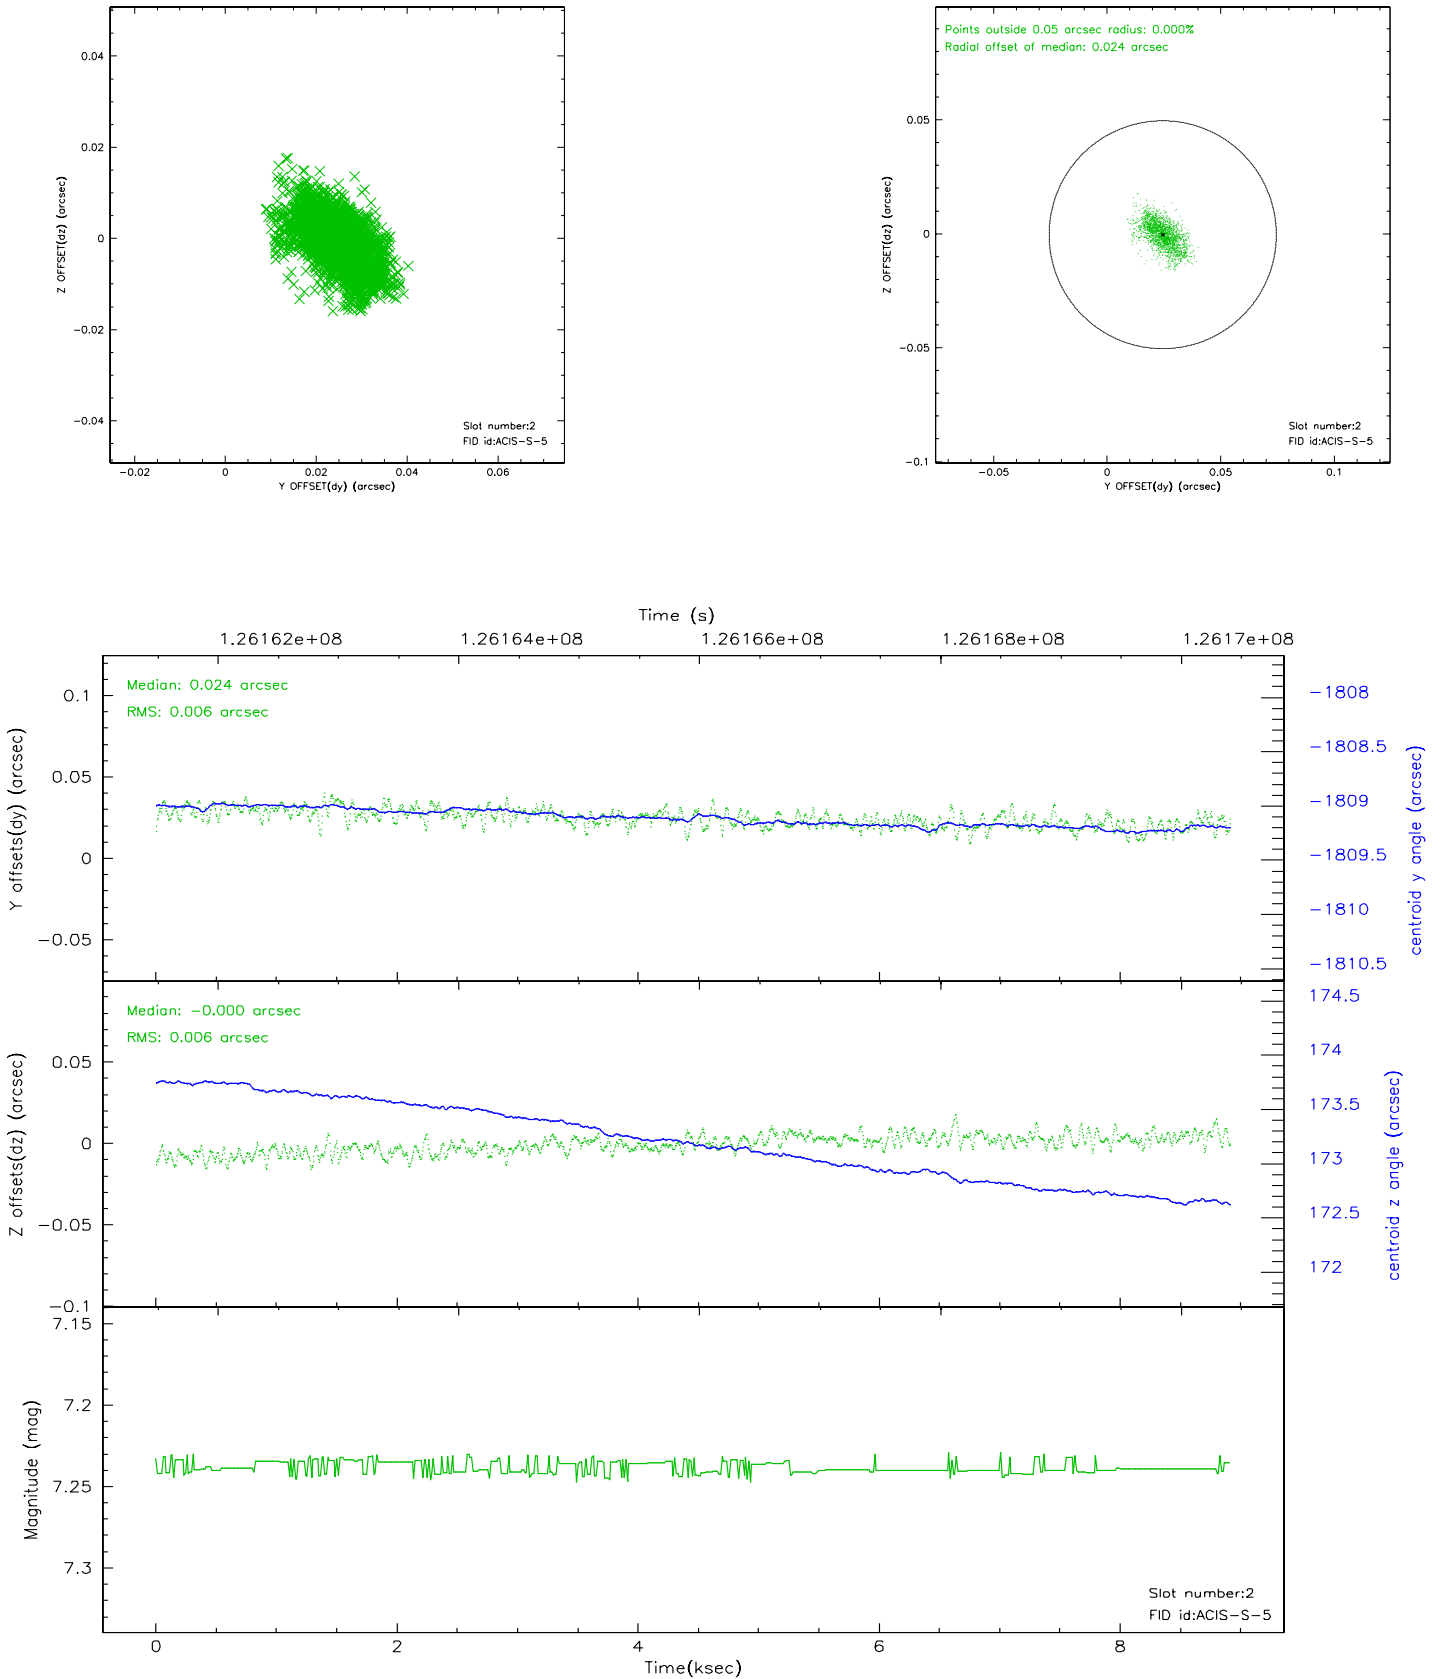 0.04
0.02
0
−0.02
−0.04
Z OFFSET(dz) (arcsec)
Slot number:2
FID id:ACIS−S−5
−0.02
0
0.02
0.04
0.06
Y OFFSET(dy) (arcsec)
Points outside 0.05 arcsec radius: 0.000%
Radial offset of median: 0.024 arcsec
0.05
0
−0.05
−0.1
Z OFFSET(dz) (arcsec)
Slot number:2
FID id:ACIS−S−5
−0.05
0
0.05
0.1
Y OFFSET(dy) (arcsec)
Time (s)
1.26162e+08
1.26164e+08
1.26166e+08
1.26168e+08
1.2617e+08
Median: 0.024 arcsec
RMS: 0.006 arcsec
0.1
0.05
0
−0.05
Y offsets(dy) (arcsec)
−1808
−1808.5
−1809
−1809.5
−1810
−1810.5
centroid y angle (arcsec)
Median: −0.000 arcsec
RMS: 0.006 arcsec
0.05
0
−0.05
−0.1
Z offsets(dz) (arcsec)
174.5
174
173.5
173
172.5
172
centroid z angle (arcsec)
7.15
7.2
7.25
7.3
Magnitude (mag)
Slot number:2
FID id:ACIS−S−5
0
2
4
6
8
Time(ksec)